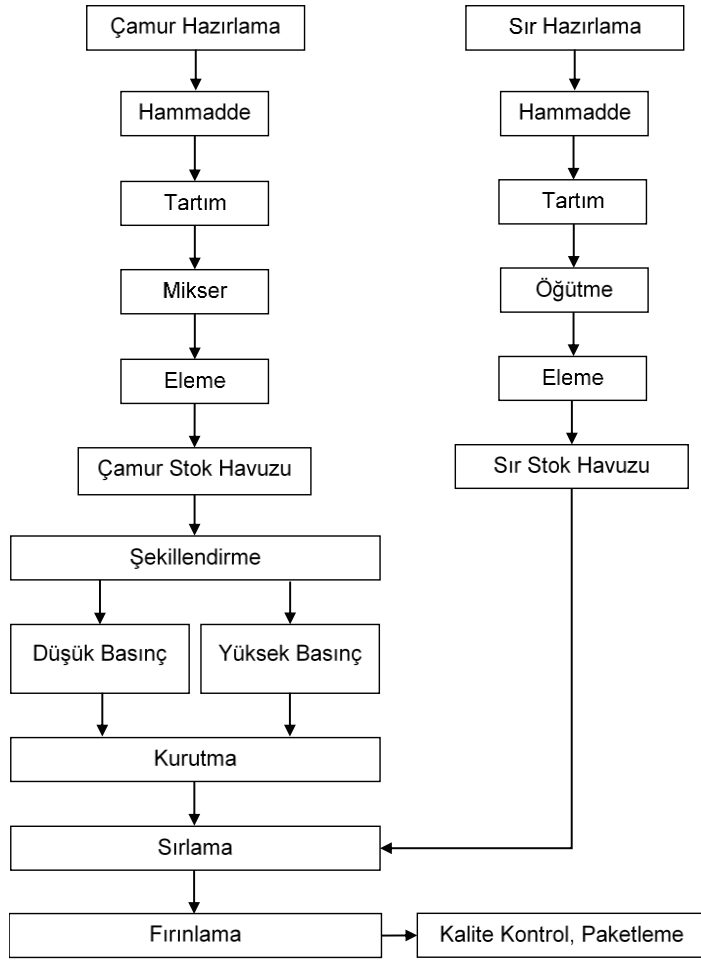 Çamur Hazırlama
Hammadde
Tartım
Mikser
Eleme
Çamur Stok Havuzu
Şekillendirme
Düşük Basınç
Yüksek Basınç
Kurutma
Sırlama
Fırınlama
Kalite Kontrol, Paketleme
Sır Hazırlama
Hammadde
Tartım
Öğütme
Eleme
Sır Stok Havuzu